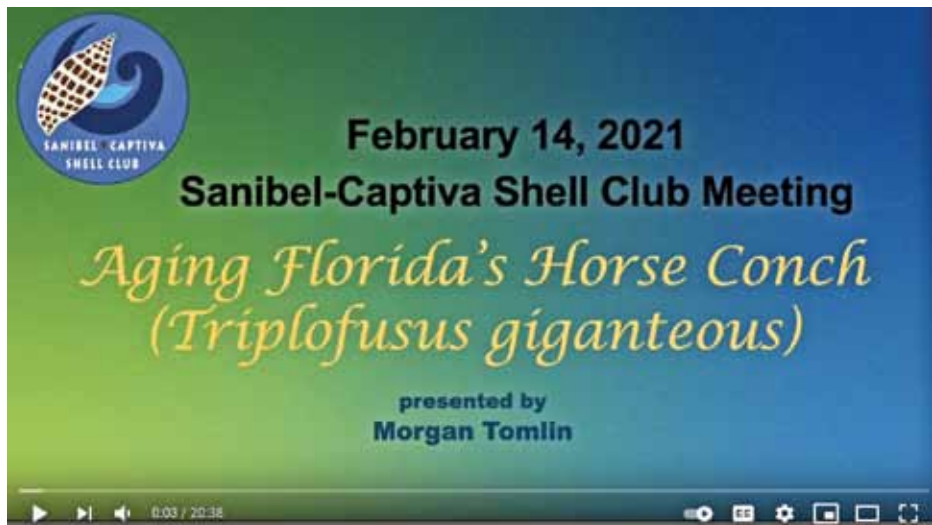 SANIBEL • CAPTIVA
SHELL CLUB
February 14, 2021
Sanibel-Captiva Shell Club Meeting
Aging Florida's Horse Conch
(Triplofusus giganteous)
presented by
Morgan Tomlin
0:03 / 20:38
CC